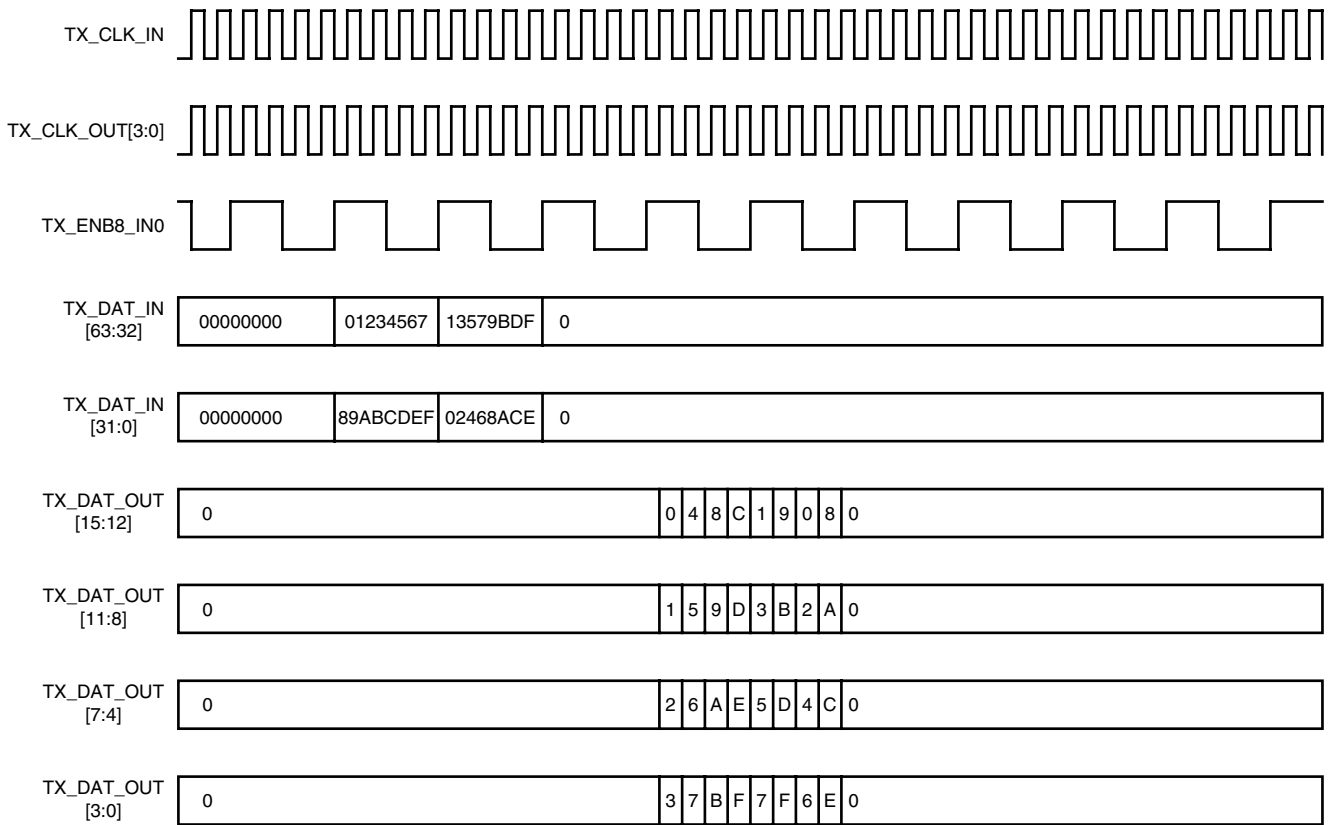 TX_CLK_IN
TX_CLK_OUT[3:0]
TX_ENB8_IN0
TX_DAT_IN
[63:32]
00000000 01234567 13579BDF 0
TX_DAT_IN
[31:0]
00000000 89ABCDEF 02468ACE 0
TX_DAT_OUT
[15:12]
0 0 4 8 C 1 9 0 8 0
TX_DAT_OUT
[11:8]
0 1 5 9 D 3 B 2 A 0
TX_DAT_OUT
[7:4]
0 2 6 A E 5 D 4 C 0
TX_DAT_OUT
[3:0]
0 3 7 B F 7 F 6 E 0